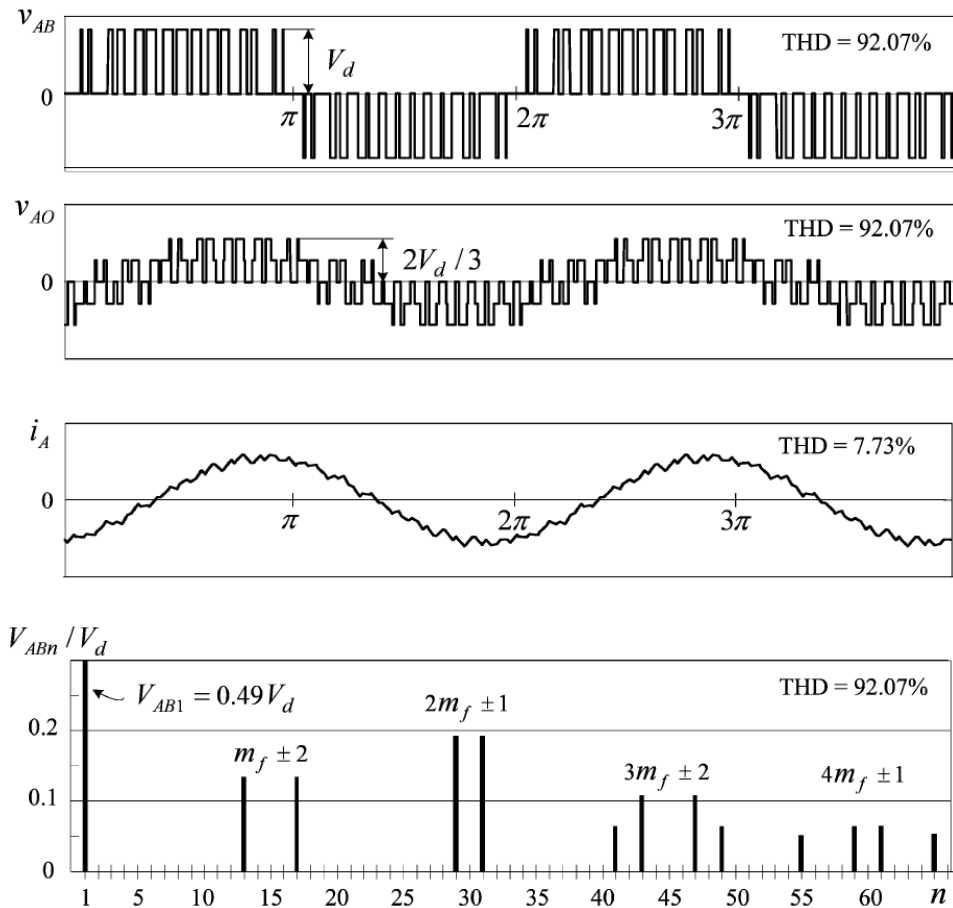 v_AB
THD = 92.07%
V_d
0
π 2π 3π
v_AO
THD = 92.07%
2V_d / 3
0
i_A
THD = 7.73%
0
π 2π 3π
V_ABn / V_d
V_AB1 = 0.49V_d
THD = 92.07%
2m_f ± 1
0.2
m_f ± 2
3m_f ± 2
4m_f ± 1
0.1
0
1 5 10 15 20 25 30 35 40 45 50 55 60 n